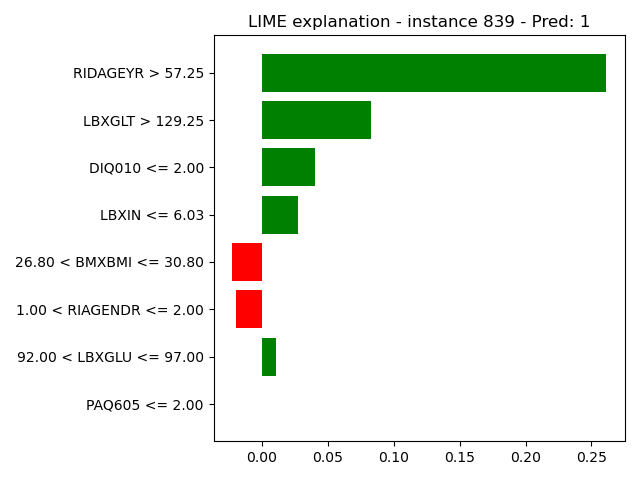 LIME explanation - instance 839 - Pred: 1
RIDAGEYR > 57.25
LBXGLT > 129.25
DIQ010 <= 2.00
LBXIN <= 6.03
26.80 < BMXBMI <= 30.80
1.00 < RIAGENDR <= 2.00
92.00 < LBXGLU <= 97.00
PAQ605 <= 2.00
0.00 0.05 0.10 0.15 0.20 0.25